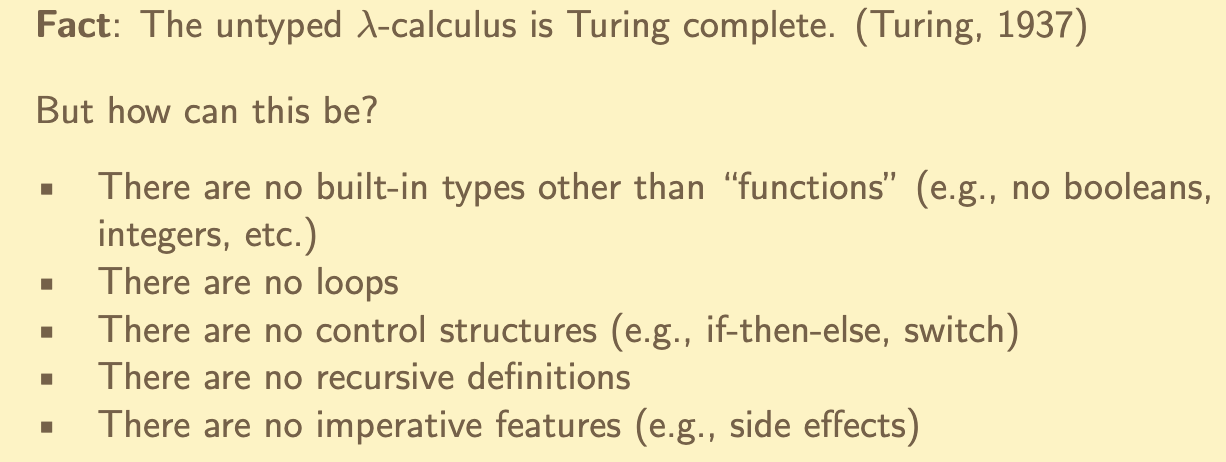 Fact: The untyped λ-calculus is Turing complete. (Turing, 1937)
But how can this be?
▪ There are no built-in types other than “functions” (e.g., no booleans,
integers, etc.)
▪ There are no loops
▪ There are no control structures (e.g., if-then-else, switch)
▪ There are no recursive definitions
▪ There are no imperative features (e.g., side effects)